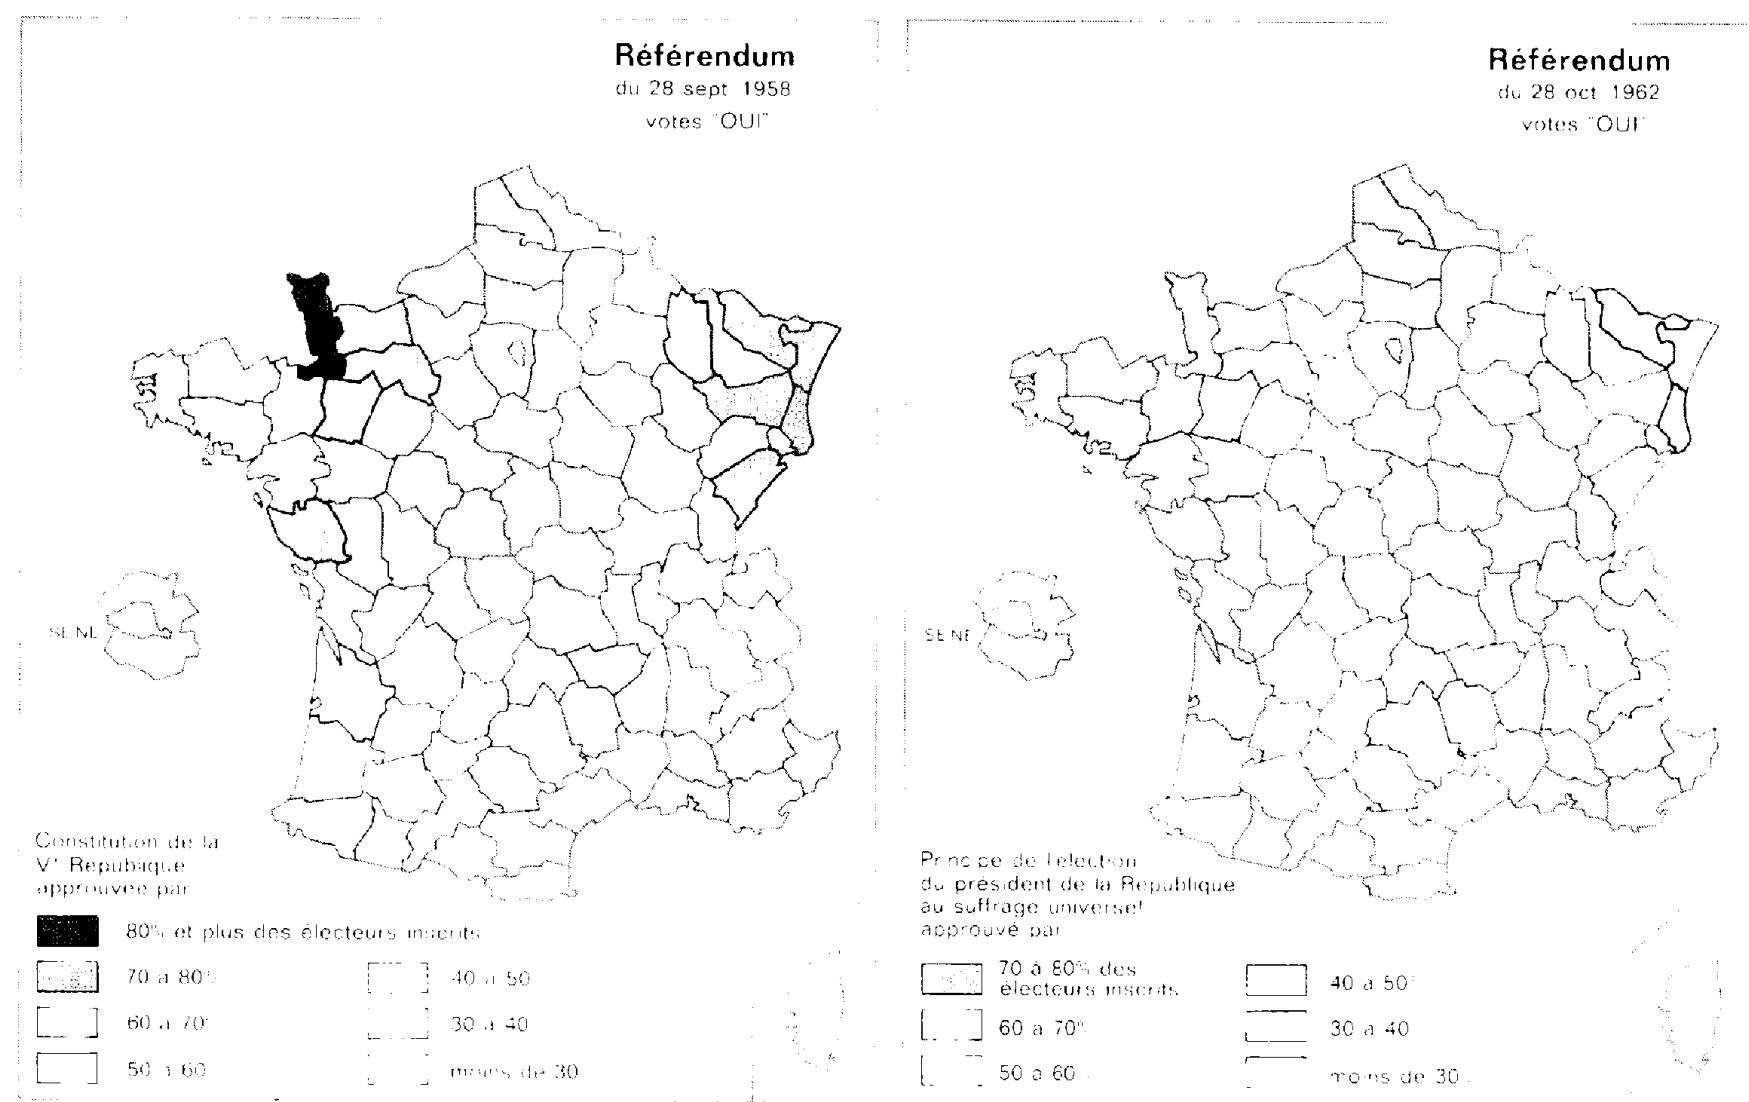 Référendum
du 28 sept 1958
votes "OUI"
SEINE
Constitution de la
Vᵉ République
approuvée par
80% et plus des électeurs inscrits
70 à 80%
60 à 70%
50 à 60
40 à 50
30 à 40
moins de 30
Référendum
du 28 oct 1962
votes "OUI"
SEINE
Principe de l'élection
du président de la République
au suffrage universel
approuvé par
70 à 80% des
électeurs inscrits
60 à 70%
50 à 60
40 à 50%
30 à 40
moins de 30